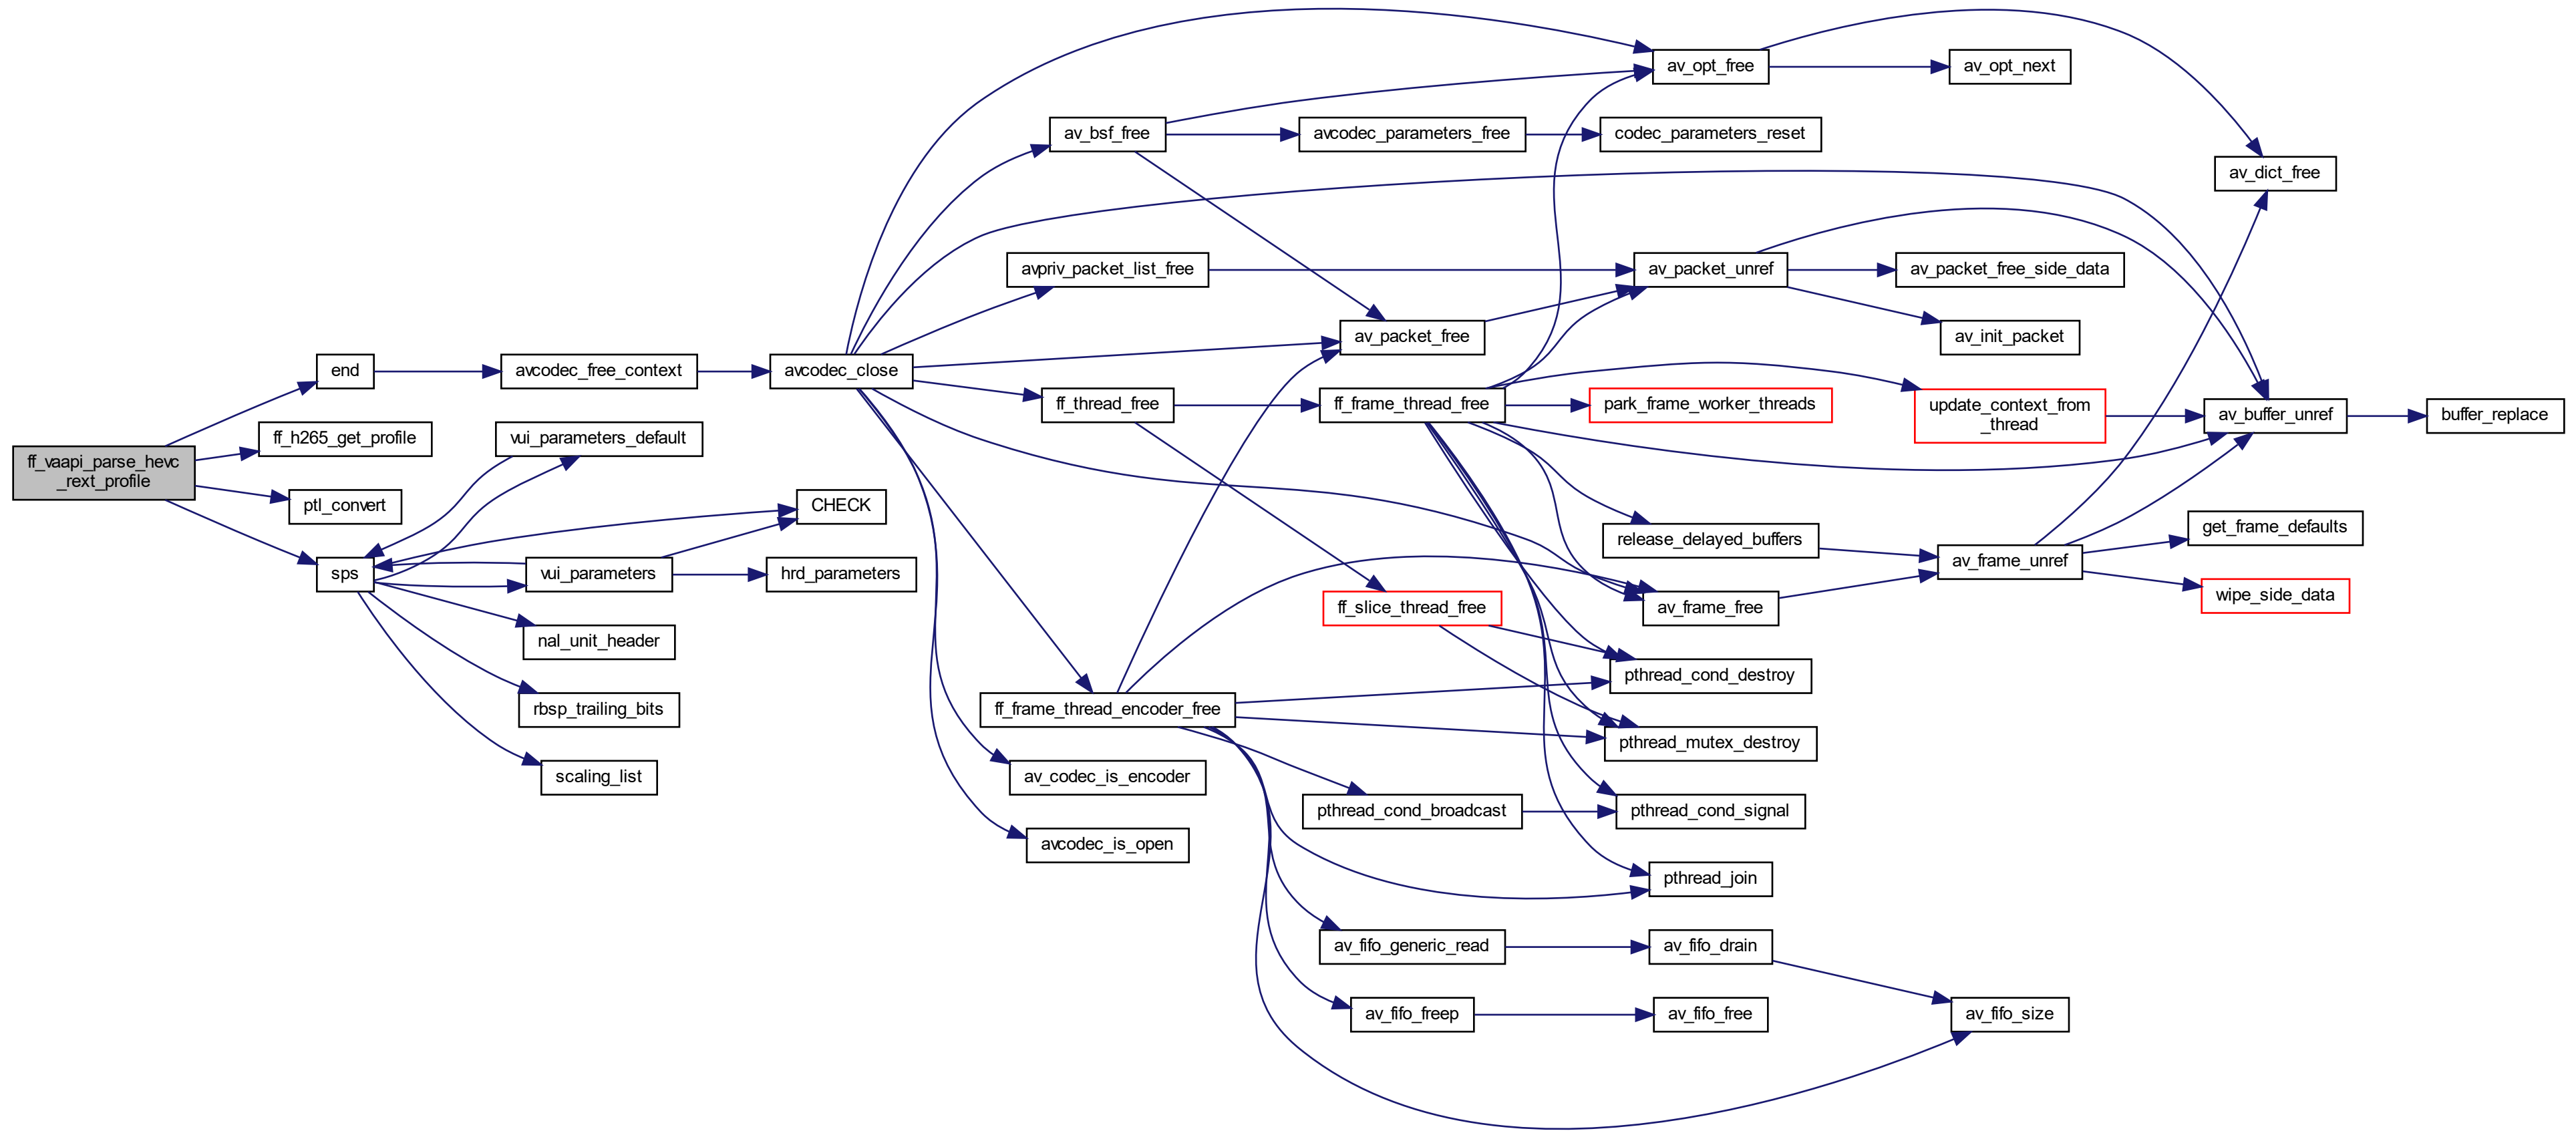 ff_vaapi_parse_hevc
_rext_profile
end
ff_h265_get_profile
ptl_convert
sps
avcodec_free_context
vui_parameters_default
vui_parameters
nal_unit_header
rbsp_trailing_bits
scaling_list
avcodec_close
CHECK
hrd_parameters
av_bsf_free
avpriv_packet_list_free
ff_thread_free
ff_frame_thread_encoder_free
av_codec_is_encoder
avcodec_is_open
avcodec_parameters_free
av_packet_free
ff_frame_thread_free
ff_slice_thread_free
pthread_cond_broadcast
av_fifo_generic_read
av_fifo_freep
av_opt_free
codec_parameters_reset
av_packet_unref
park_frame_worker_threads
release_delayed_buffers
av_frame_free
pthread_cond_destroy
pthread_mutex_destroy
pthread_cond_signal
pthread_join
av_fifo_drain
av_fifo_free
av_opt_next
av_packet_free_side_data
av_init_packet
update_context_from
_thread
av_frame_unref
av_fifo_size
av_dict_free
av_buffer_unref
get_frame_defaults
wipe_side_data
buffer_replace